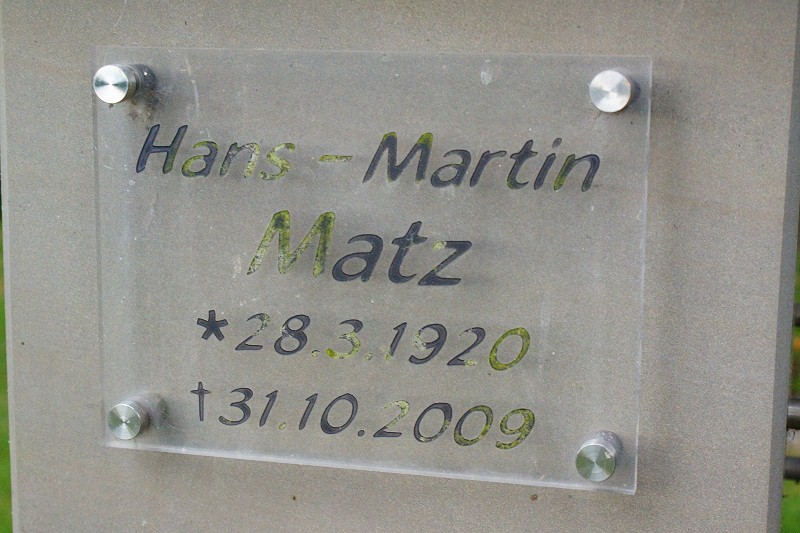 Hans - Martin
Matz
* 28.3.1920
† 31.10.2009